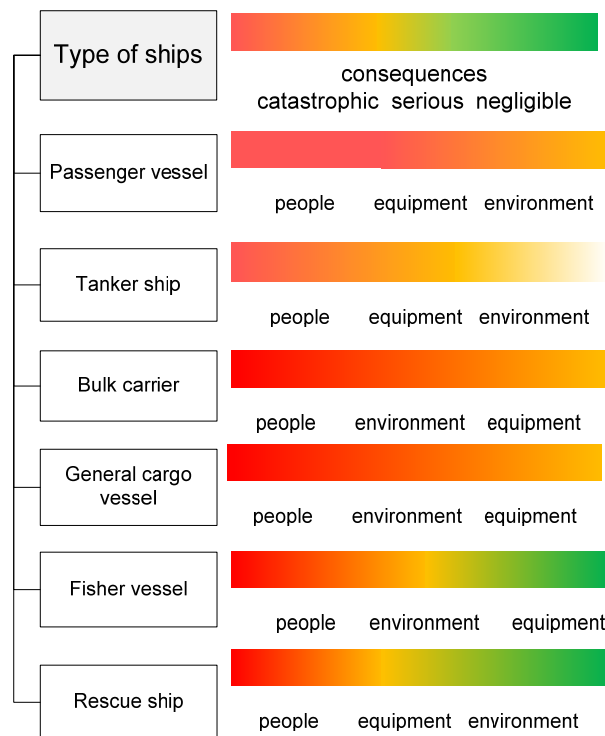 Type of ships
consequences
catastrophic serious negligible
Passenger vessel
people equipment environment
Tanker ship
people equipment environment
Bulk carrier
people environment equipment
General cargo
vessel
people environment equipment
Fisher vessel
people environment equipment
Rescue ship
people equipment environment